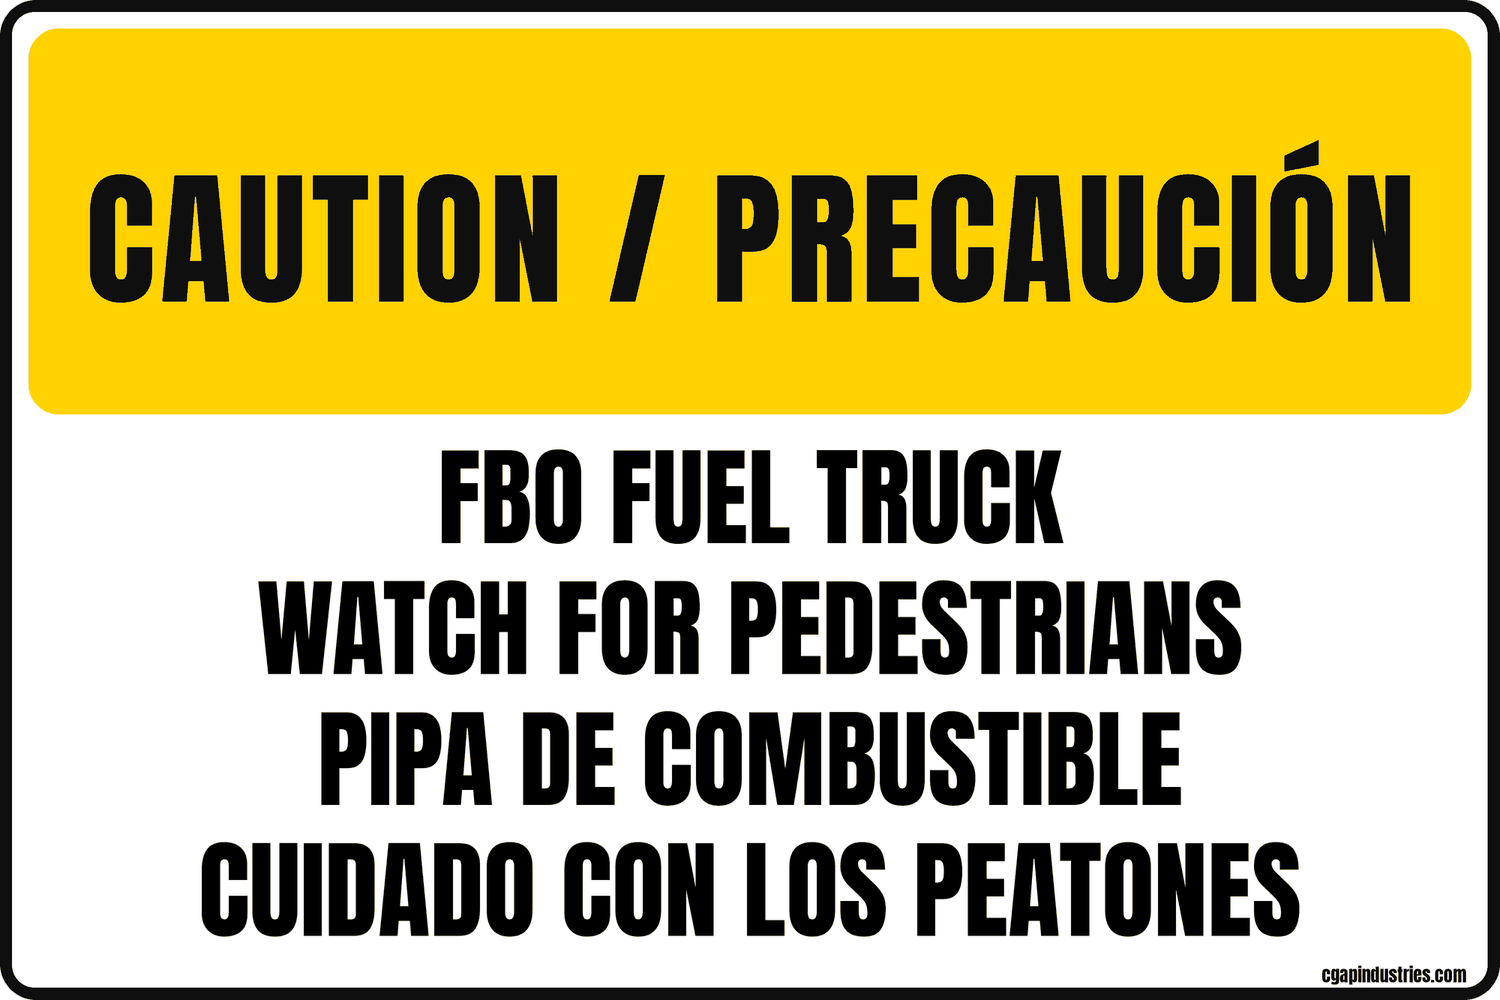 CAUTION / PRECAUCIÓN
FBO FUEL TRUCK
WATCH FOR PEDESTRIANS
PIPA DE COMBUSTIBLE
CUIDADO CON LOS PEATONES
cgapindustries.com